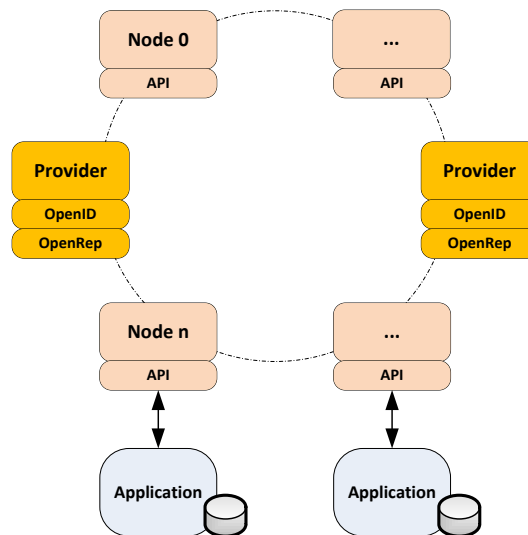 Node 0
...
API
API
Provider
Provider
OpenID
OpenID
OpenRep
OpenRep
Node n
...
API
API
Application
Application